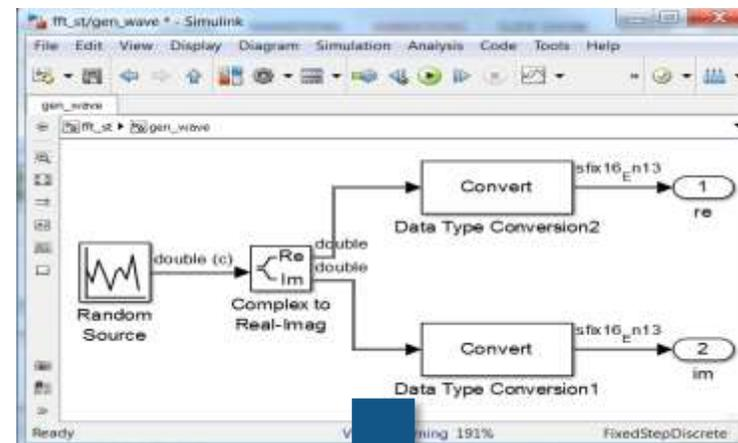 fft_st/gen_wave * - Simulink
File Edit View Display Diagram Simulation Analysis Code Tools Help
gen_wave
fft_st ▸ gen_wave
sfix16_En13
Convert
1
re
Data Type Conversion2
double
double (c)
Re
double
Im
Random
Source
Complex to
Real-Imag
sfix16_En13
Convert
2
im
Data Type Conversion1
Ready
191%
FixedStepDiscrete